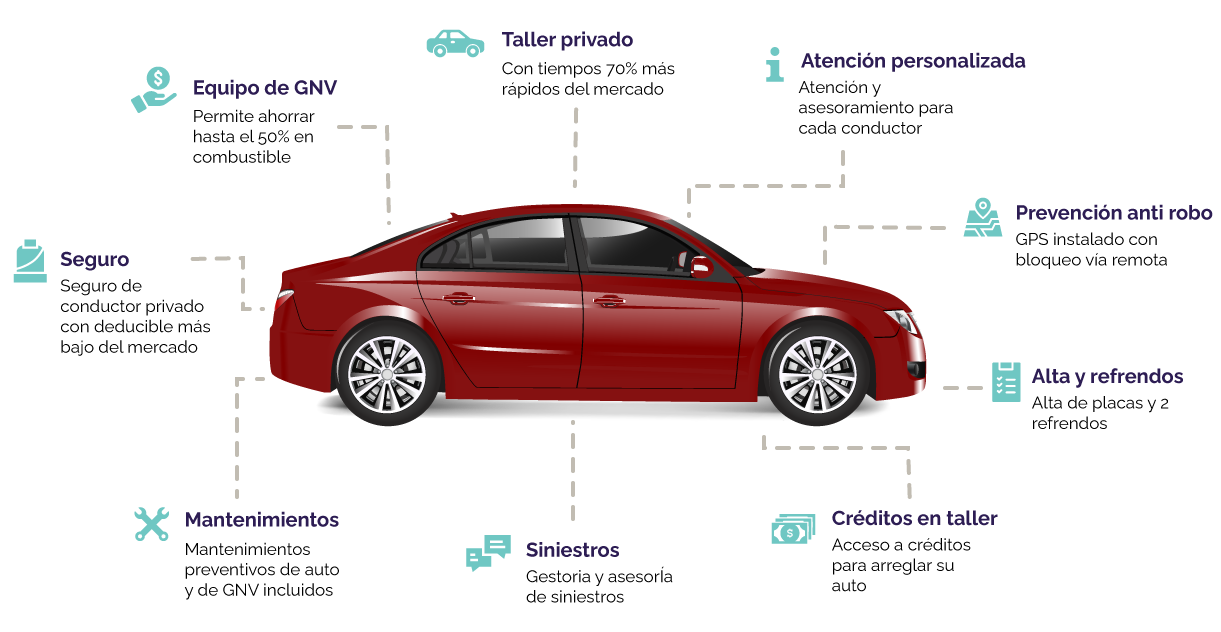 Taller privado
Con tiempos 70% más
rápidos del mercado
Atención personalizada
Atención y
asesoramiento para
cada conductor
Equipo de GNV
Permite ahorrar
hasta el 50% en
combustible
Prevención anti robo
GPS instalado con
bloqueo vía remota
Seguro
Seguro de
conductor privado
con deducible más
bajo del mercado
Alta y refrendos
Alta de placas y 2
refrendos
Mantenimientos
Mantenimientos
preventivos de auto
y de GNV incluidos
Siniestros
Gestoria y asesorÍa
de siniestros
Créditos en taller
Acceso a créditos
para arreglar su
auto